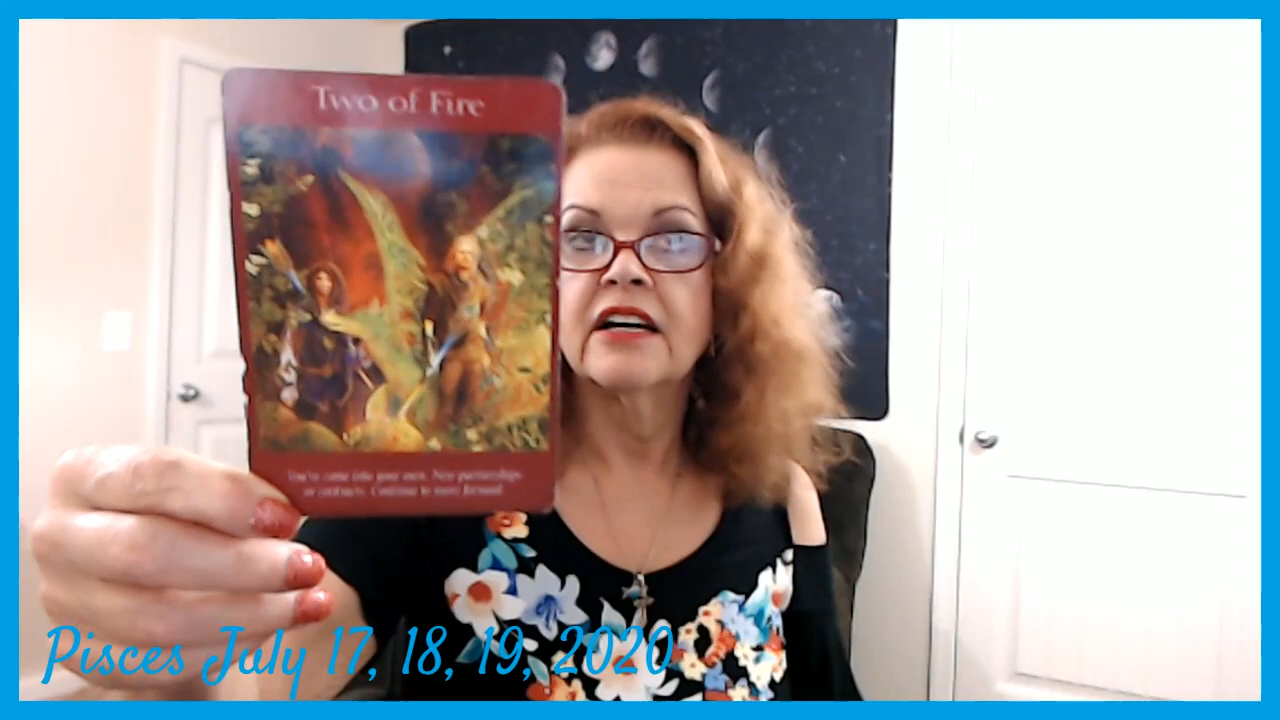 Two of Fire
You've come into your own. New partnerships
or contracts. Continue to move forward.
Pisces July 17, 18, 19, 2020